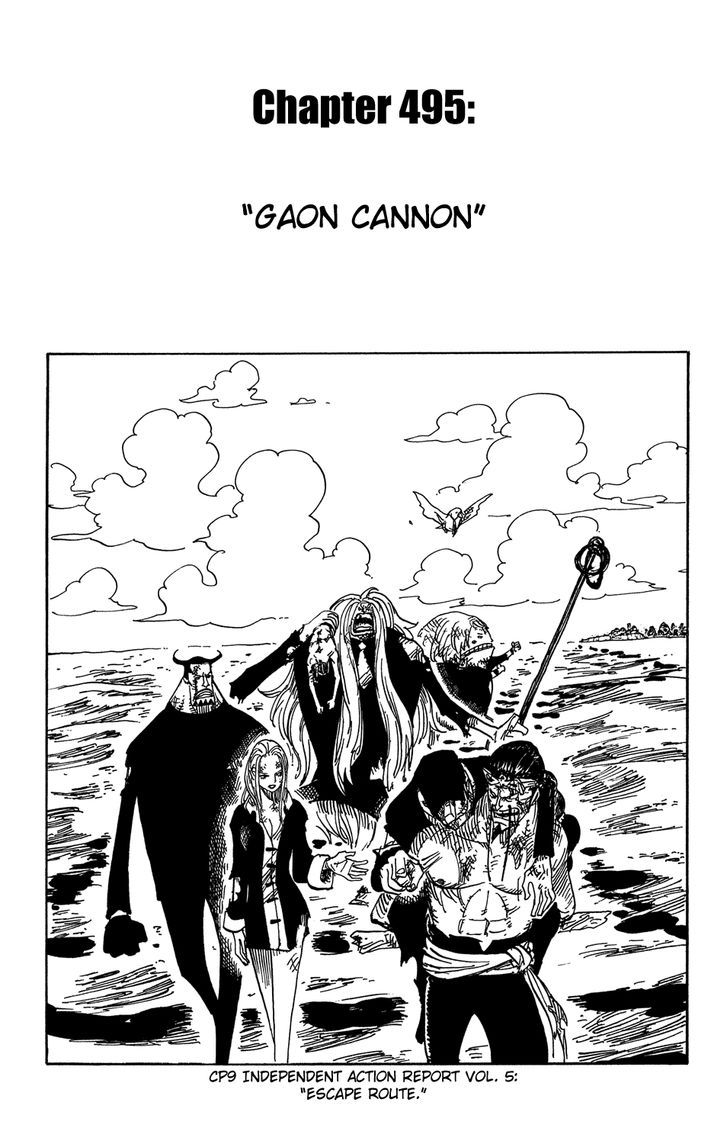 Chapter 495:
"GAON CANNON"
CP9 INDEPENDENT ACTION REPORT VOL. 5:
"ESCAPE ROUTE."